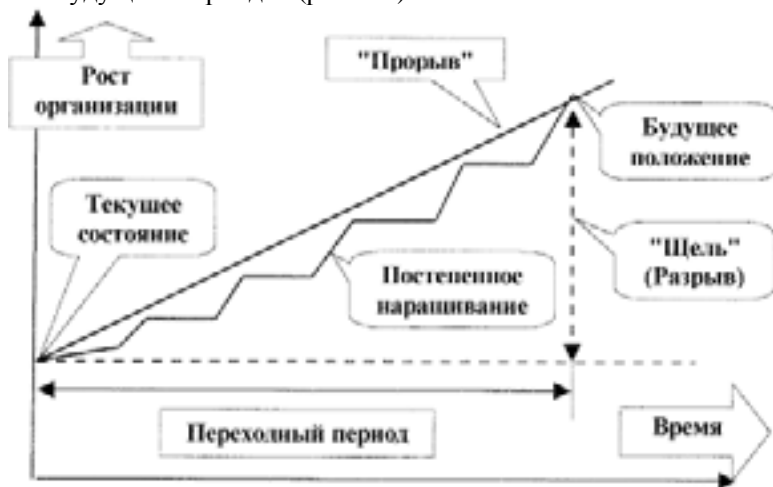 Рост
организации
"Прорыв"
Будущее
положение
Текущее
состояние
"Щель"
(Разрыв)
Постепенное
наращивание
Переходный период
Время